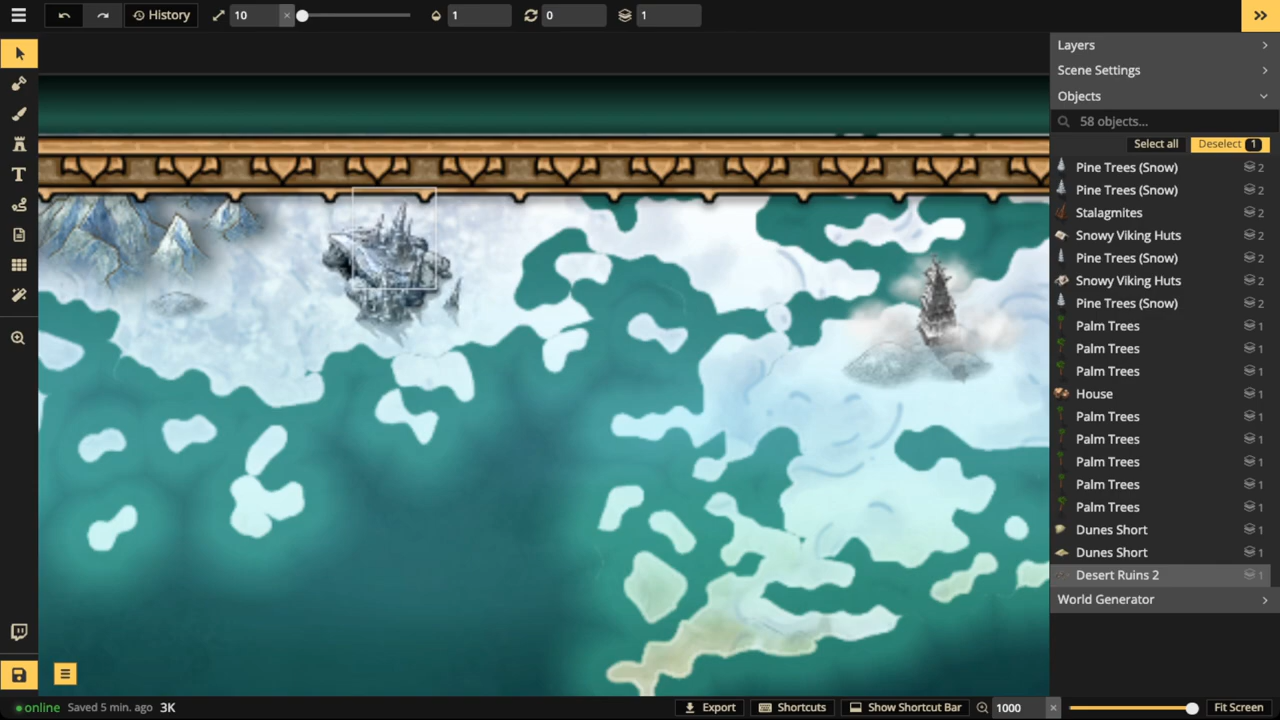 History
10
×
1
0
1
Layers
Scene Settings
Objects
58 objects...
Select all
Deselect 1
Pine Trees (Snow) 2
Pine Trees (Snow) 2
Stalagmites 2
Snowy Viking Huts 2
Pine Trees (Snow) 2
Snowy Viking Huts 2
Pine Trees (Snow) 2
Palm Trees 1
Palm Trees 1
Palm Trees 1
House 1
Palm Trees 1
Palm Trees 1
Palm Trees 1
Palm Trees 1
Palm Trees 1
Dunes Short 1
Dunes Short 1
Desert Ruins 2 1
World Generator
online Saved 5 min. ago 3K
Export
Shortcuts
Show Shortcut Bar
1000
×
Fit Screen